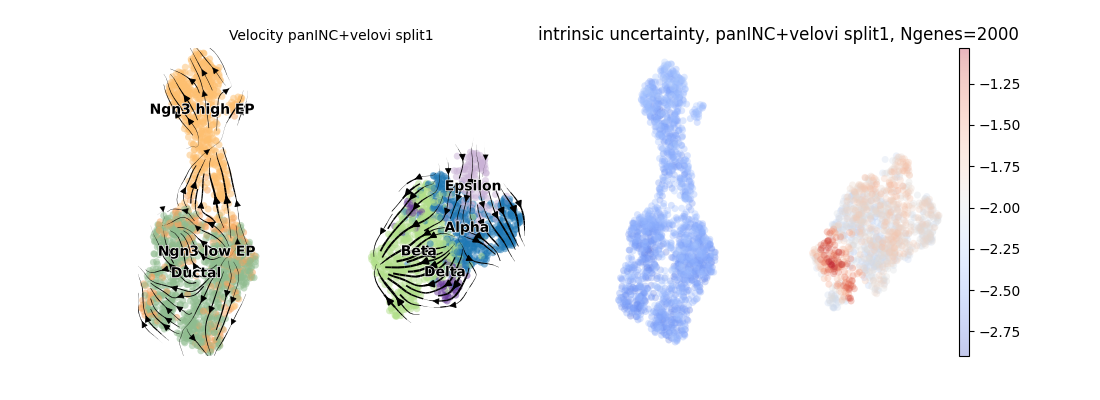 Velocity panINC+velovi split1
intrinsic uncertainty, panINC+velovi split1, Ngenes=2000
Ngn3 high EP
Ngn3 low EP
Ductal
Epsilon
Alpha
Beta
Delta
−1.25
−1.50
−1.75
−2.00
−2.25
−2.50
−2.75